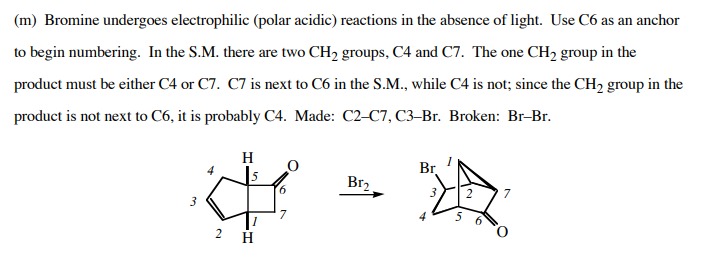 (m) Bromine undergoes electrophilic (polar acidic) reactions in the absence of light. Use C6 as an anchor
to begin numbering. In the S.M. there are two CH₂ groups, C4 and C7. The one CH₂ group in the
product must be either C4 or C7. C7 is next to C6 in the S.M., while C4 is not; since the CH₂ group in the
product is not next to C6, it is probably C4. Made: C2–C7, C3–Br. Broken: Br–Br.
H
4
5
O
3
6
2
1
7
H
Br₂
Br
1
3
2
7
4
5
6
O